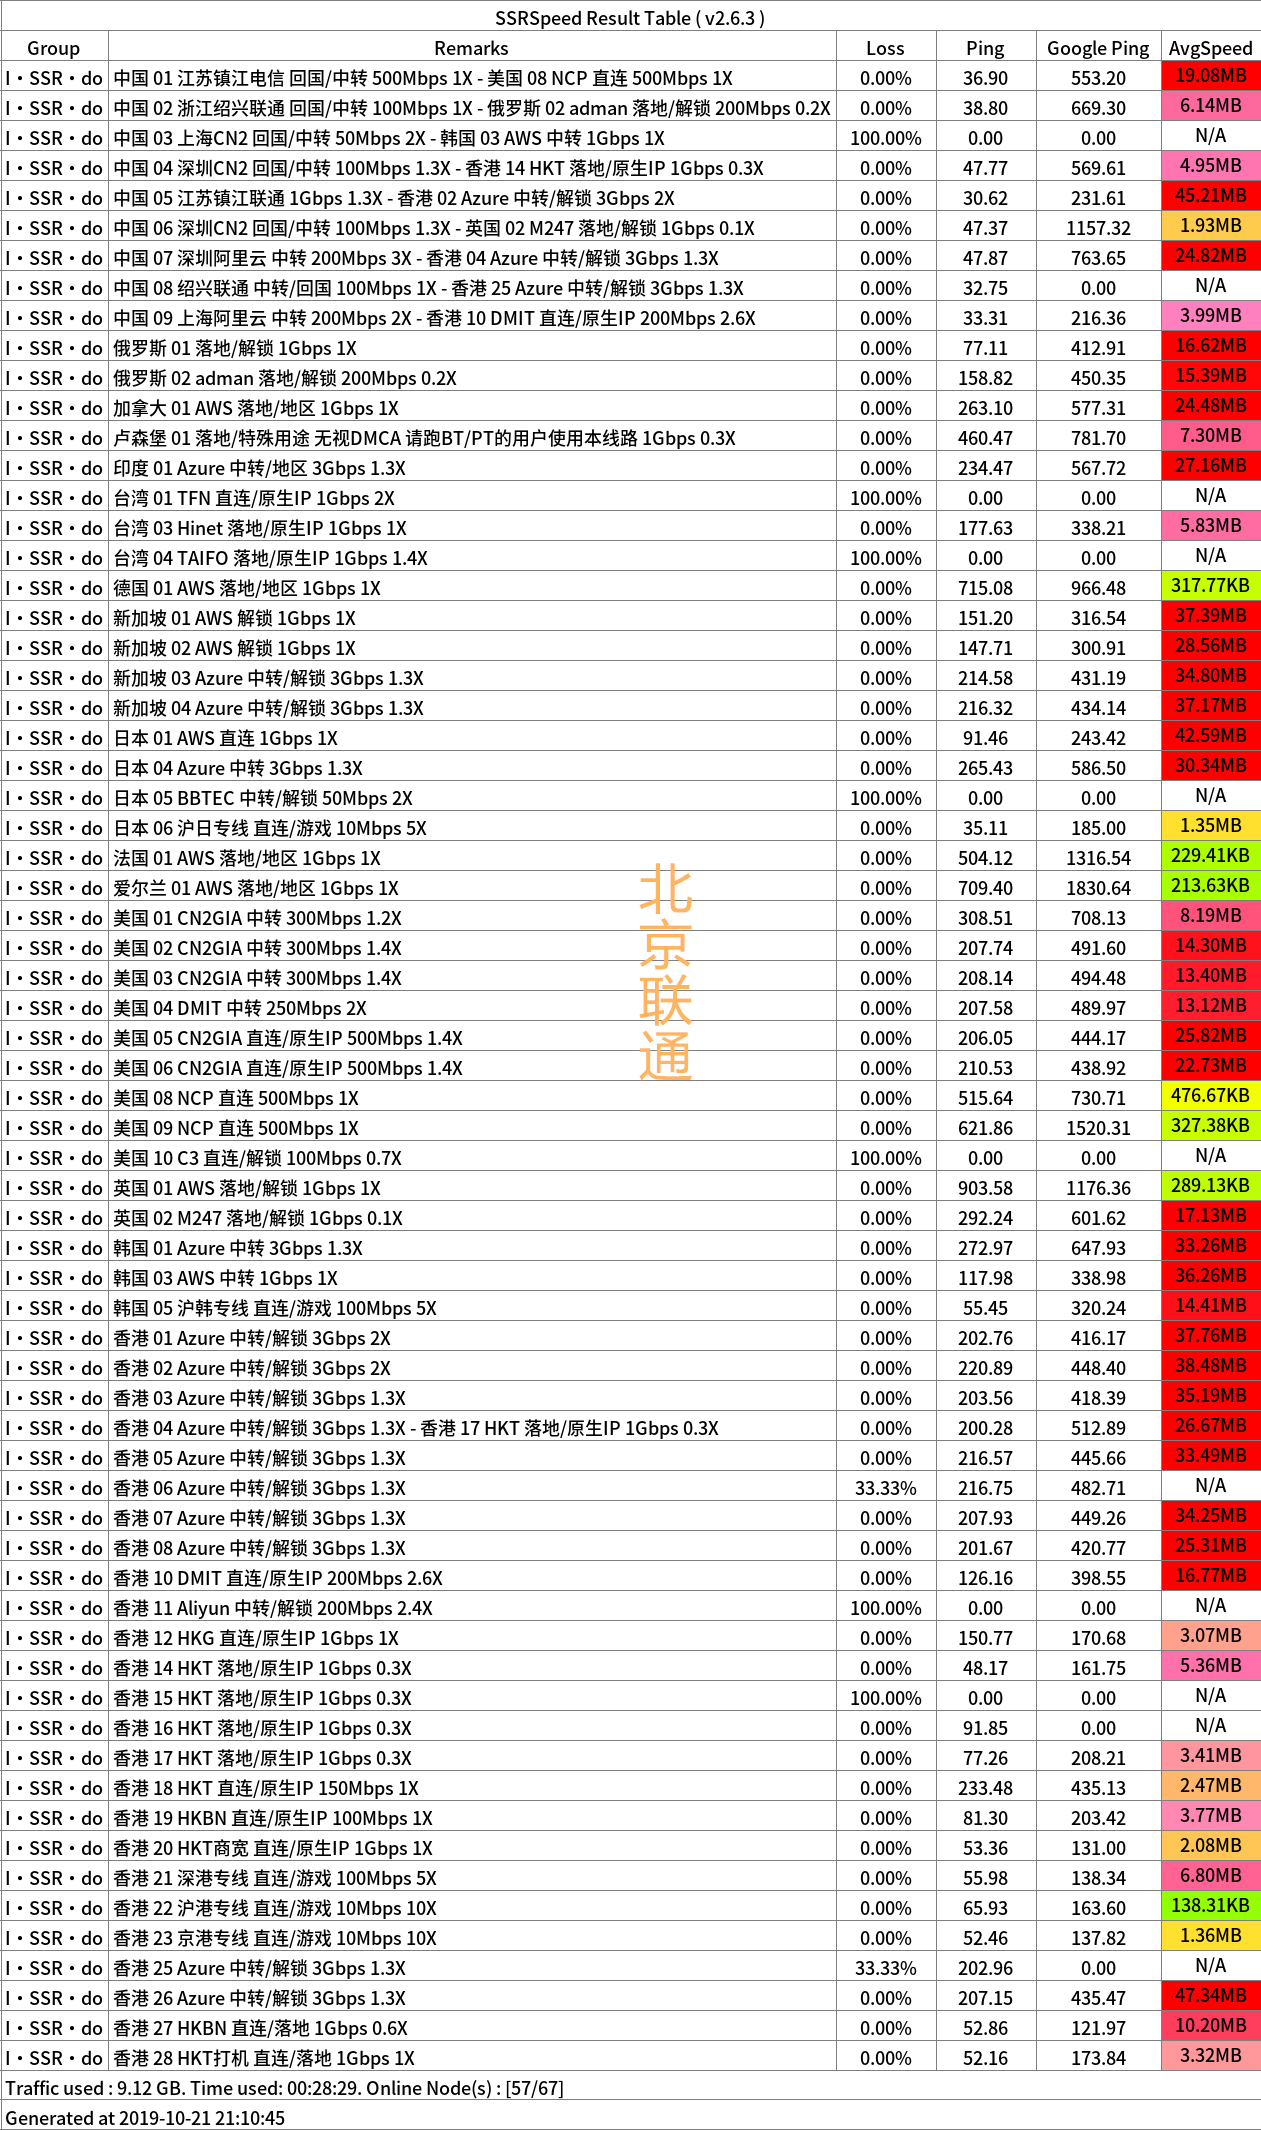 SSRSpeed Result Table ( v2.6.3 )
Group Remarks Loss Ping Google Ping AvgSpeed
I • SSR • do 中国 01 江苏镇江电信 回国/中转 500Mbps 1X - 美国 08 NCP 直连 500Mbps 1X 0.00% 36.90 553.20 19.08MB
I • SSR • do 中国 02 浙江绍兴联通 回国/中转 100Mbps 1X - 俄罗斯 02 adman 落地/解锁 200Mbps 0.2X 0.00% 38.80 669.30 6.14MB
I • SSR • do 中国 03 上海CN2 回国/中转 50Mbps 2X - 韩国 03 AWS 中转 1Gbps 1X 100.00% 0.00 0.00 N/A
I • SSR • do 中国 04 深圳CN2 回国/中转 100Mbps 1.3X - 香港 14 HKT 落地/原生IP 1Gbps 0.3X 0.00% 47.77 569.61 4.95MB
I • SSR • do 中国 05 江苏镇江联通 1Gbps 1.3X - 香港 02 Azure 中转/解锁 3Gbps 2X 0.00% 30.62 231.61 45.21MB
I • SSR • do 中国 06 深圳CN2 回国/中转 100Mbps 1.3X - 英国 02 M247 落地/解锁 1Gbps 0.1X 0.00% 47.37 1157.32 1.93MB
I • SSR • do 中国 07 深圳阿里云 中转 200Mbps 3X - 香港 04 Azure 中转/解锁 3Gbps 1.3X 0.00% 47.87 763.65 24.82MB
I • SSR • do 中国 08 绍兴联通 中转/回国 100Mbps 1X - 香港 25 Azure 中转/解锁 3Gbps 1.3X 0.00% 32.75 0.00 N/A
I • SSR • do 中国 09 上海阿里云 中转 200Mbps 2X - 香港 10 DMIT 直连/原生IP 200Mbps 2.6X 0.00% 33.31 216.36 3.99MB
I • SSR • do 俄罗斯 01 落地/解锁 1Gbps 1X 0.00% 77.11 412.91 16.62MB
I • SSR • do 俄罗斯 02 adman 落地/解锁 200Mbps 0.2X 0.00% 158.82 450.35 15.39MB
I • SSR • do 加拿大 01 AWS 落地/地区 1Gbps 1X 0.00% 263.10 577.31 24.48MB
I • SSR • do 卢森堡 01 落地/特殊用途 无视DMCA 请跑BT/PT的用户使用本线路 1Gbps 0.3X 0.00% 460.47 781.70 7.30MB
I • SSR • do 印度 01 Azure 中转/地区 3Gbps 1.3X 0.00% 234.47 567.72 27.16MB
I • SSR • do 台湾 01 TFN 直连/原生IP 1Gbps 2X 100.00% 0.00 0.00 N/A
I • SSR • do 台湾 03 Hinet 落地/原生IP 1Gbps 1X 0.00% 177.63 338.21 5.83MB
I • SSR • do 台湾 04 TAIFO 落地/原生IP 1Gbps 1.4X 100.00% 0.00 0.00 N/A
I • SSR • do 德国 01 AWS 落地/地区 1Gbps 1X 0.00% 715.08 966.48 317.77KB
I • SSR • do 新加坡 01 AWS 解锁 1Gbps 1X 0.00% 151.20 316.54 37.39MB
I • SSR • do 新加坡 02 AWS 解锁 1Gbps 1X 0.00% 147.71 300.91 28.56MB
I • SSR • do 新加坡 03 Azure 中转/解锁 3Gbps 1.3X 0.00% 214.58 431.19 34.80MB
I • SSR • do 新加坡 04 Azure 中转/解锁 3Gbps 1.3X 0.00% 216.32 434.14 37.17MB
I • SSR • do 日本 01 AWS 直连 1Gbps 1X 0.00% 91.46 243.42 42.59MB
I • SSR • do 日本 04 Azure 中转 3Gbps 1.3X 0.00% 265.43 586.50 30.34MB
I • SSR • do 日本 05 BBTEC 中转/解锁 50Mbps 2X 100.00% 0.00 0.00 N/A
I • SSR • do 日本 06 沪日专线 直连/游戏 10Mbps 5X 0.00% 35.11 185.00 1.35MB
I • SSR • do 法国 01 AWS 落地/地区 1Gbps 1X 0.00% 504.12 1316.54 229.41KB
I • SSR • do 爱尔兰 01 AWS 落地/地区 1Gbps 1X 0.00% 709.40 1830.64 213.63KB
I • SSR • do 美国 01 CN2GIA 中转 300Mbps 1.2X 0.00% 308.51 708.13 8.19MB
I • SSR • do 美国 02 CN2GIA 中转 300Mbps 1.4X 0.00% 207.74 491.60 14.30MB
I • SSR • do 美国 03 CN2GIA 中转 300Mbps 1.4X 0.00% 208.14 494.48 13.40MB
I • SSR • do 美国 04 DMIT 中转 250Mbps 2X 0.00% 207.58 489.97 13.12MB
I • SSR • do 美国 05 CN2GIA 直连/原生IP 500Mbps 1.4X 0.00% 206.05 444.17 25.82MB
I • SSR • do 美国 06 CN2GIA 直连/原生IP 500Mbps 1.4X 0.00% 210.53 438.92 22.73MB
I • SSR • do 美国 08 NCP 直连 500Mbps 1X 0.00% 515.64 730.71 476.67KB
I • SSR • do 美国 09 NCP 直连 500Mbps 1X 0.00% 621.86 1520.31 327.38KB
I • SSR • do 美国 10 C3 直连/解锁 100Mbps 0.7X 100.00% 0.00 0.00 N/A
I • SSR • do 英国 01 AWS 落地/解锁 1Gbps 1X 0.00% 903.58 1176.36 289.13KB
I • SSR • do 英国 02 M247 落地/解锁 1Gbps 0.1X 0.00% 292.24 601.62 17.13MB
I • SSR • do 韩国 01 Azure 中转 3Gbps 1.3X 0.00% 272.97 647.93 33.26MB
I • SSR • do 韩国 03 AWS 中转 1Gbps 1X 0.00% 117.98 338.98 36.26MB
I • SSR • do 韩国 05 沪韩专线 直连/游戏 100Mbps 5X 0.00% 55.45 320.24 14.41MB
I • SSR • do 香港 01 Azure 中转/解锁 3Gbps 2X 0.00% 202.76 416.17 37.76MB
I • SSR • do 香港 02 Azure 中转/解锁 3Gbps 2X 0.00% 220.89 448.40 38.48MB
I • SSR • do 香港 03 Azure 中转/解锁 3Gbps 1.3X 0.00% 203.56 418.39 35.19MB
I • SSR • do 香港 04 Azure 中转/解锁 3Gbps 1.3X - 香港 17 HKT 落地/原生IP 1Gbps 0.3X 0.00% 200.28 512.89 26.67MB
I • SSR • do 香港 05 Azure 中转/解锁 3Gbps 1.3X 0.00% 216.57 445.66 33.49MB
I • SSR • do 香港 06 Azure 中转/解锁 3Gbps 1.3X 33.33% 216.75 482.71 N/A
I • SSR • do 香港 07 Azure 中转/解锁 3Gbps 1.3X 0.00% 207.93 449.26 34.25MB
I • SSR • do 香港 08 Azure 中转/解锁 3Gbps 1.3X 0.00% 201.67 420.77 25.31MB
I • SSR • do 香港 10 DMIT 直连/原生IP 200Mbps 2.6X 0.00% 126.16 398.55 16.77MB
I • SSR • do 香港 11 Aliyun 中转/解锁 200Mbps 2.4X 100.00% 0.00 0.00 N/A
I • SSR • do 香港 12 HKG 直连/原生IP 1Gbps 1X 0.00% 150.77 170.68 3.07MB
I • SSR • do 香港 14 HKT 落地/原生IP 1Gbps 0.3X 0.00% 48.17 161.75 5.36MB
I • SSR • do 香港 15 HKT 落地/原生IP 1Gbps 0.3X 100.00% 0.00 0.00 N/A
I • SSR • do 香港 16 HKT 落地/原生IP 1Gbps 0.3X 0.00% 91.85 0.00 N/A
I • SSR • do 香港 17 HKT 落地/原生IP 1Gbps 0.3X 0.00% 77.26 208.21 3.41MB
I • SSR • do 香港 18 HKT 直连/原生IP 150Mbps 1X 0.00% 233.48 435.13 2.47MB
I • SSR • do 香港 19 HKBN 直连/原生IP 100Mbps 1X 0.00% 81.30 203.42 3.77MB
I • SSR • do 香港 20 HKT商宽 直连/原生IP 1Gbps 1X 0.00% 53.36 131.00 2.08MB
I • SSR • do 香港 21 深港专线 直连/游戏 100Mbps 5X 0.00% 55.98 138.34 6.80MB
I • SSR • do 香港 22 沪港专线 直连/游戏 10Mbps 10X 0.00% 65.93 163.60 138.31KB
I • SSR • do 香港 23 京港专线 直连/游戏 10Mbps 10X 0.00% 52.46 137.82 1.36MB
I • SSR • do 香港 25 Azure 中转/解锁 3Gbps 1.3X 33.33% 202.96 0.00 N/A
I • SSR • do 香港 26 Azure 中转/解锁 3Gbps 1.3X 0.00% 207.15 435.47 47.34MB
I • SSR • do 香港 27 HKBN 直连/落地 1Gbps 0.6X 0.00% 52.86 121.97 10.20MB
I • SSR • do 香港 28 HKT打机 直连/落地 1Gbps 1X 0.00% 52.16 173.84 3.32MB
Traffic used : 9.12 GB. Time used: 00:28:29. Online Node(s) : [57/67]
Generated at 2019-10-21 21:10:45
北京联通